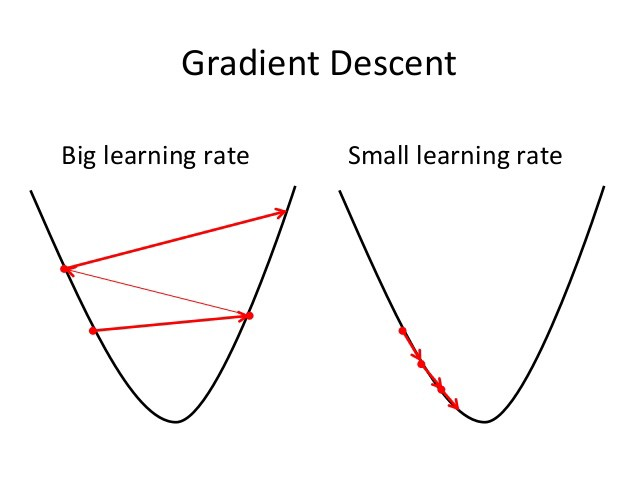 Gradient Descent
Big learning rate
Small learning rate